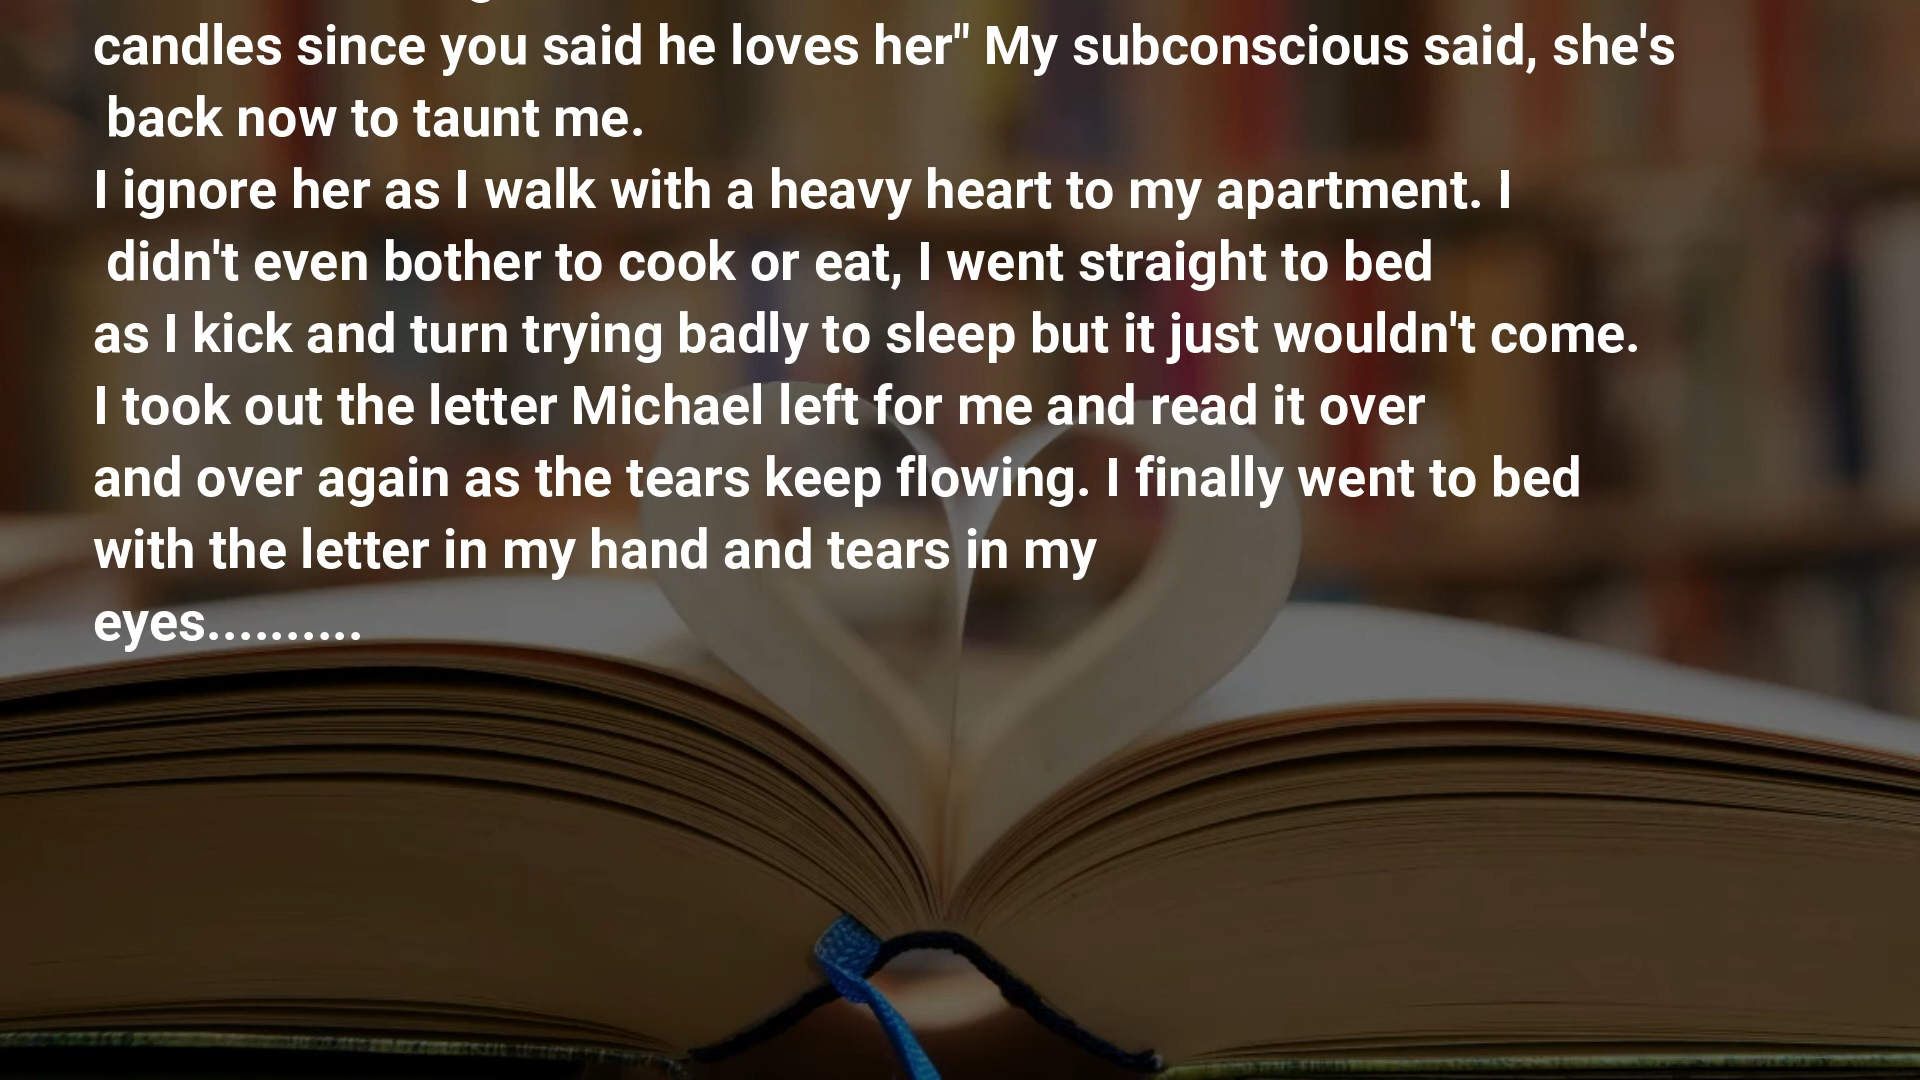 candles since you said he loves her" My subconscious said, she's
back now to taunt me.
I ignore her as I walk with a heavy heart to my apartment. I
didn't even bother to cook or eat, I went straight to bed
as I kick and turn trying badly to sleep but it just wouldn't come.
I took out the letter Michael left for me and read it over
and over again as the tears keep flowing. I finally went to bed
with the letter in my hand and tears in my
eyes..........